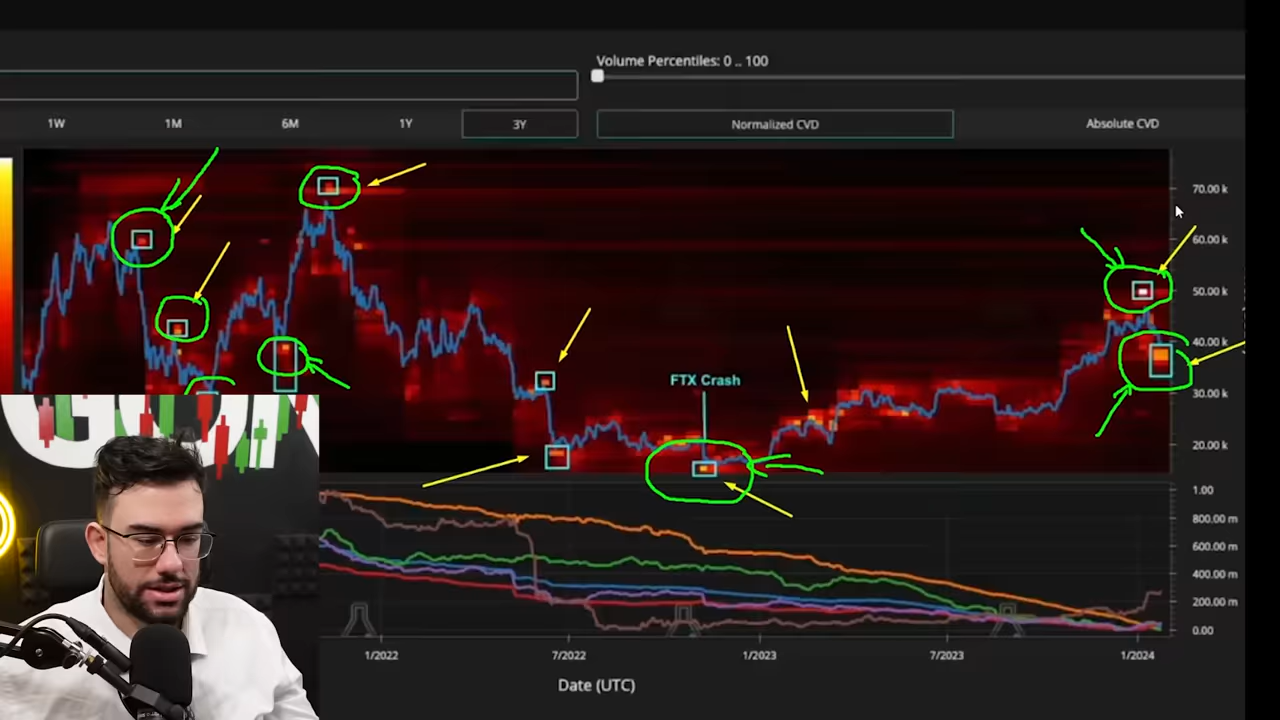 Volume Percentiles: 0 .. 100
1W 1M 6M 1Y 3Y Normalized CVD Absolute CVD
70.00 k
60.00 k
50.00 k
40.00 k
FTX Crash
30.00 k
20.00 k
1.00
800.00 m
600.00 m
400.00 m
200.00 m
0.00
1/2022 7/2022 1/2023 7/2023 1/2024
Date (UTC)